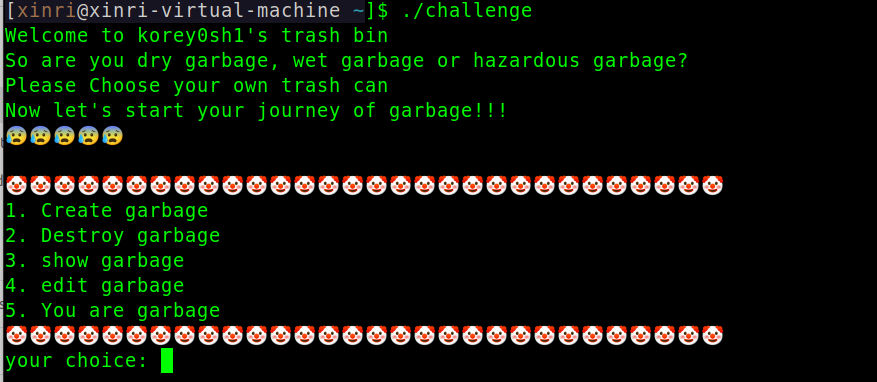 [xinri@xinri-virtual-machine ~]$ ./challenge
Welcome to korey0sh1's trash bin
So are you dry garbage, wet garbage or hazardous garbage?
Please Choose your own trash can
Now let's start your journey of garbage!!!
😰😰😰😰😰
🤡🤡🤡🤡🤡🤡🤡🤡🤡🤡🤡🤡🤡🤡🤡🤡🤡🤡🤡🤡🤡🤡🤡🤡🤡🤡🤡🤡🤡🤡
1. Create garbage
2. Destroy garbage
3. show garbage
4. edit garbage
5. You are garbage
🤡🤡🤡🤡🤡🤡🤡🤡🤡🤡🤡🤡🤡🤡🤡🤡🤡🤡🤡🤡🤡🤡🤡🤡🤡🤡🤡🤡🤡🤡
your choice: